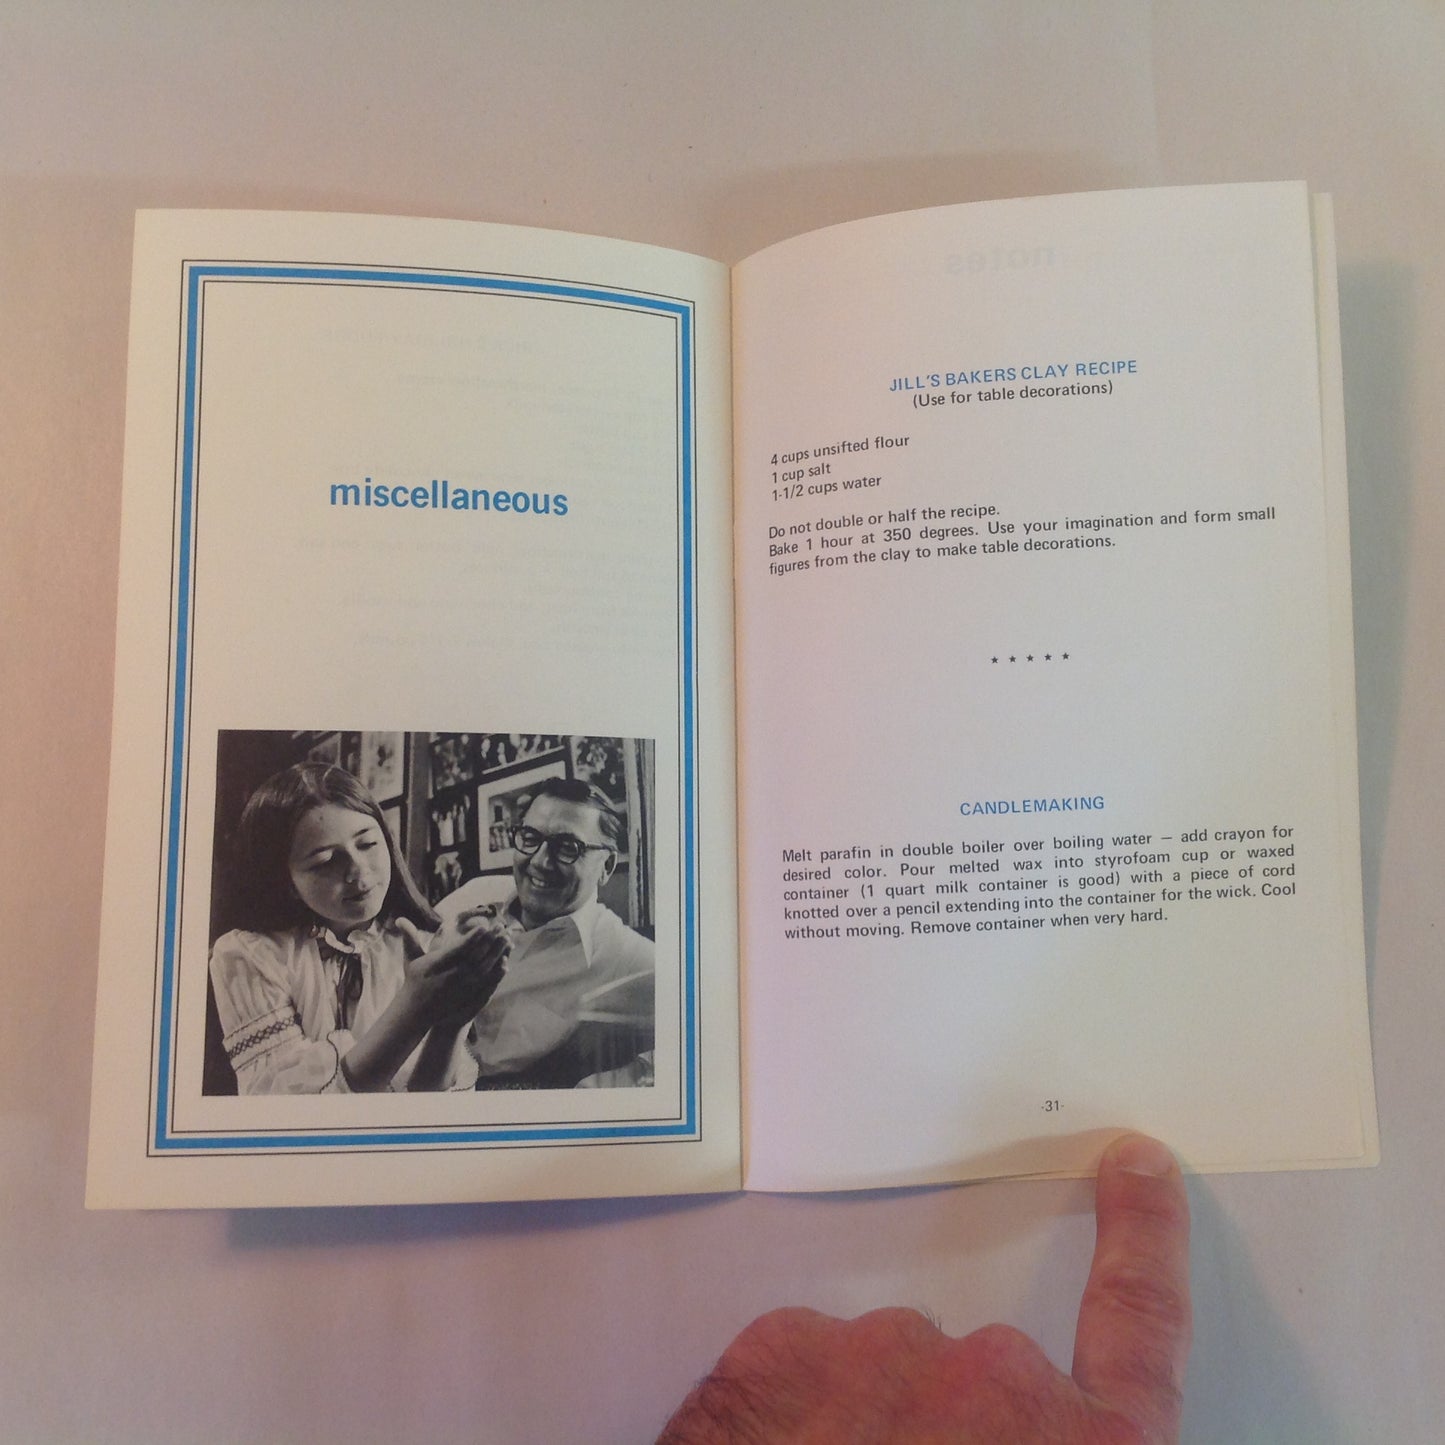 miscellaneous
notes
JILL'S BAKERS CLAY RECIPE
(Use for table decorations)
4 cups unsifted flour
1 cup salt
1-1/2 cups water
Do not double or half the recipe.
Bake 1 hour at 350 degrees. Use your imagination and form small
figures from the clay to make table decorations.
* * * * *
CANDLEMAKING
Melt parafin in double boiler over boiling water — add crayon for
desired color. Pour melted wax into styrofoam cup or waxed
container (1 quart milk container is good) with a piece of cord
knotted over a pencil extending into the container for the wick. Cool
without moving. Remove container when very hard.
-31-